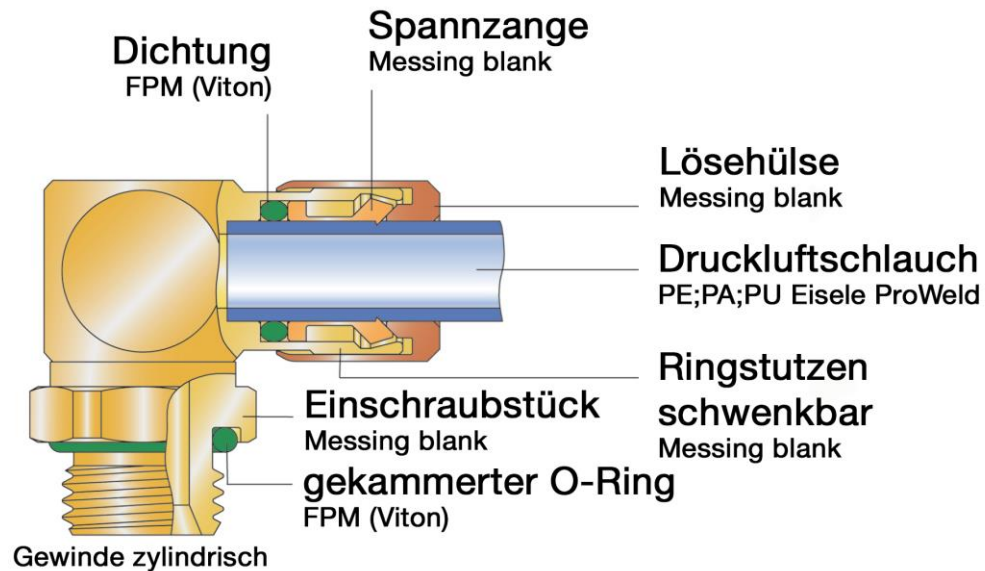 Spannzange
Messing blank
Dichtung
FPM (Viton)
Lösehülse
Messing blank
Druckluftschlauch
PE;PA;PU Eisele ProWeld
Ringstutzen
schwenkbar
Messing blank
Einschraubstück
Messing blank
gekammerter O-Ring
FPM (Viton)
Gewinde zylindrisch